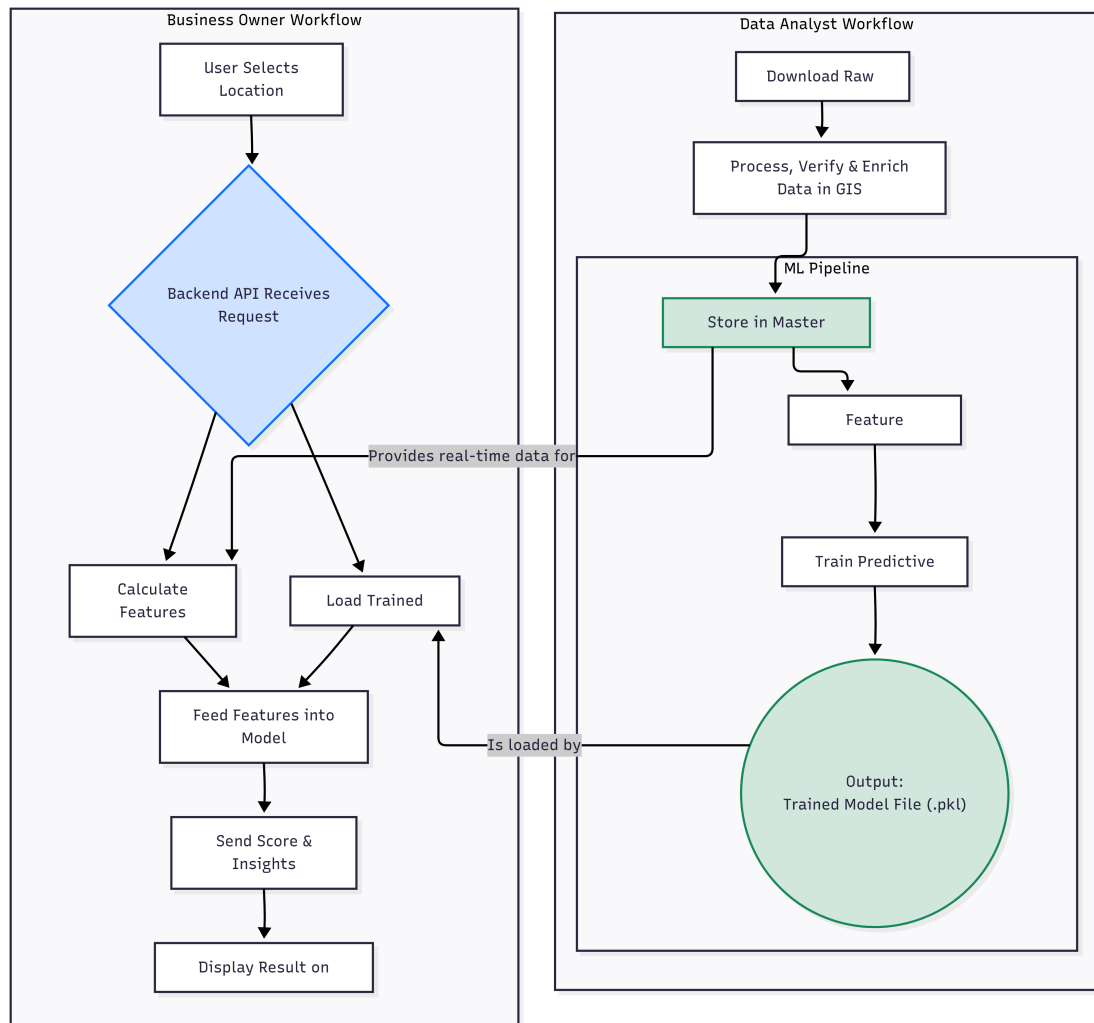 Business Owner Workflow
User Selects
Location
Backend API Receives
Request
Calculate
Features
Load Trained
Feed Features into
Model
Send Score &
Insights
Display Result on
Provides real-time data for
Is loaded by
Data Analyst Workflow
Download Raw
Process, Verify & Enrich
Data in GIS
ML Pipeline
Store in Master
Feature
Train Predictive
Output:
Trained Model File (.pkl)